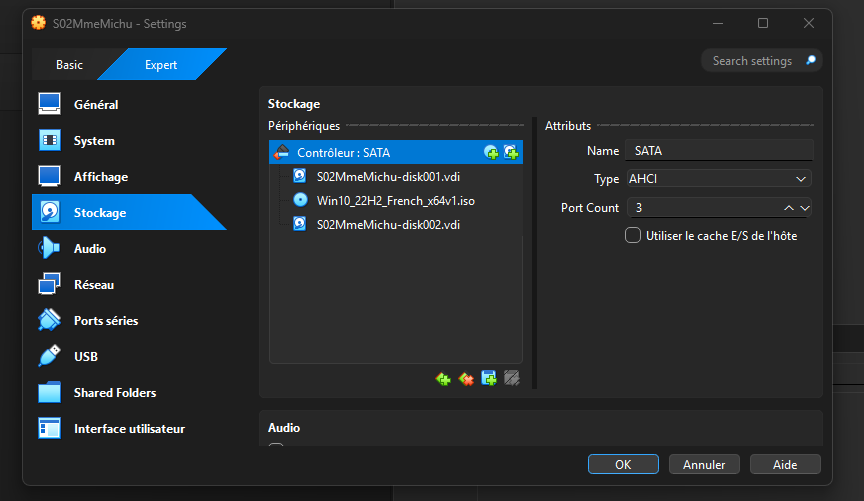 S02MmeMichu - Settings
Basic
Expert
Search settings
Général
System
Affichage
Stockage
Audio
Réseau
Ports séries
USB
Shared Folders
Interface utilisateur
Stockage
Périphériques
Contrôleur : SATA
S02MmeMichu-disk001.vdi
Win10_22H2_French_x64v1.iso
S02MmeMichu-disk002.vdi
Attributs
Name SATA
Type AHCI
Port Count 3
Utiliser le cache E/S de l'hôte
Audio
OK
Annuler
Aide